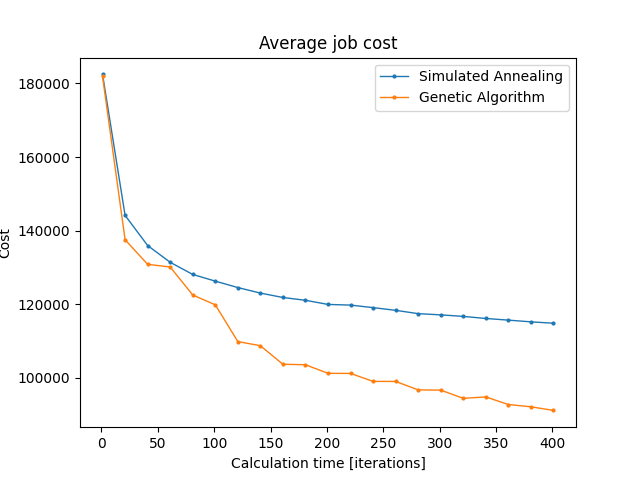 Average job cost
Simulated Annealing
Genetic Algorithm
180000
160000
140000
120000
100000
Cost
0 50 100 150 200 250 300 350 400
Calculation time [iterations]